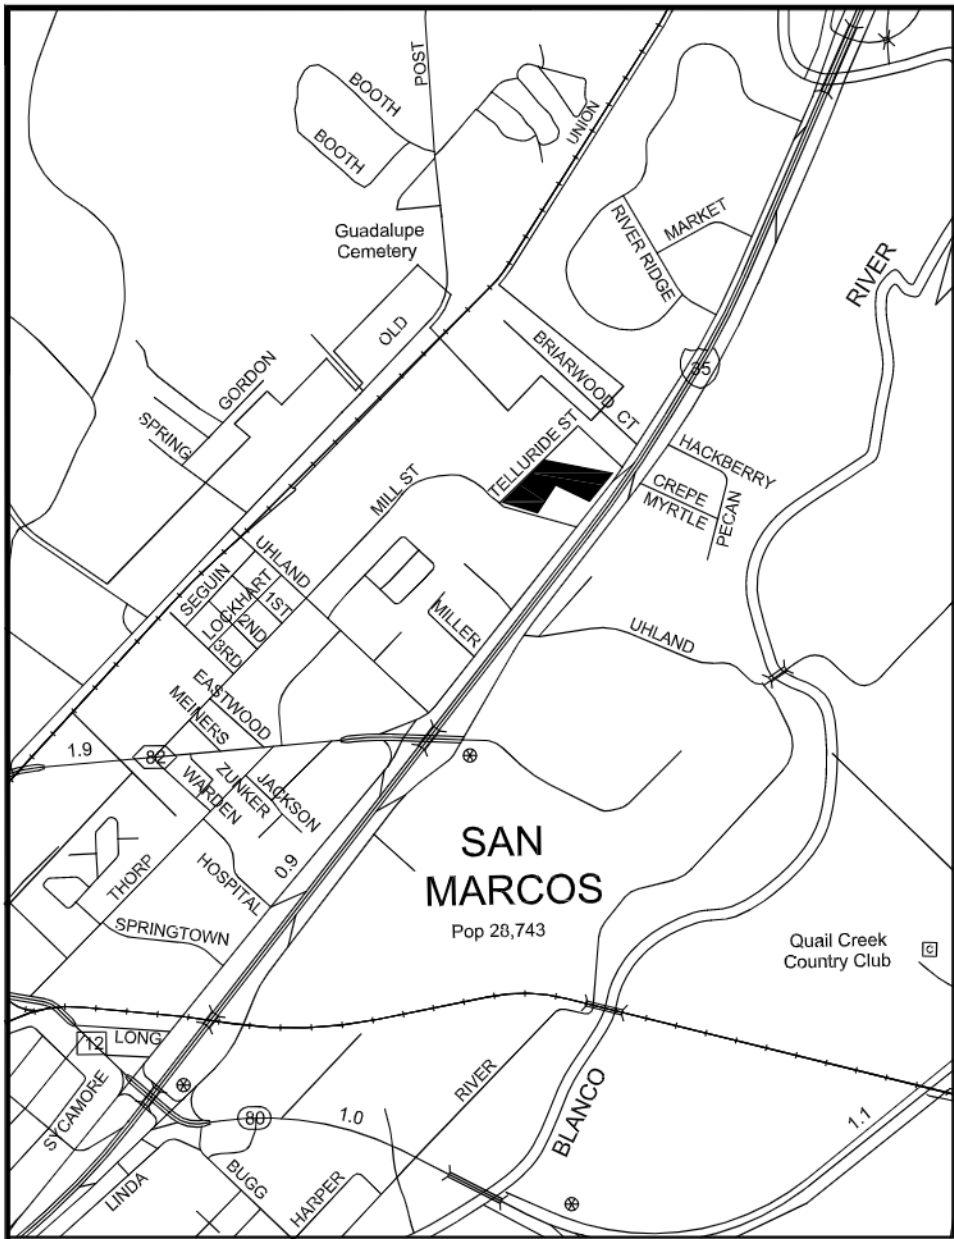 POST
BOOTH
BOOTH
UNION
Guadalupe
Cemetery
MARKET
RIVER RIDGE
RIVER
OLD
BRIARWOOD CT
35
GORDON
SPRING
TELLURIDE ST
HACKBERRY
MILL ST
CREPE
MYRTLE
PECAN
UHLAND
SEGUIN
LOCKHART
1ST
2ND
3RD
MILLER
UHLAND
EASTWOOD
MEINERS
1.9
82
ZUNKER
JACKSON
WARDEN
0.9
THORP
HOSPITAL
SAN
MARCOS
Pop 28,743
SPRINGTOWN
Quail Creek
Country Club
C
LONG
12
SYCAMORE
RIVER
BLANCO
80
1.0
1.1
LINDA
BUGG
HARPER